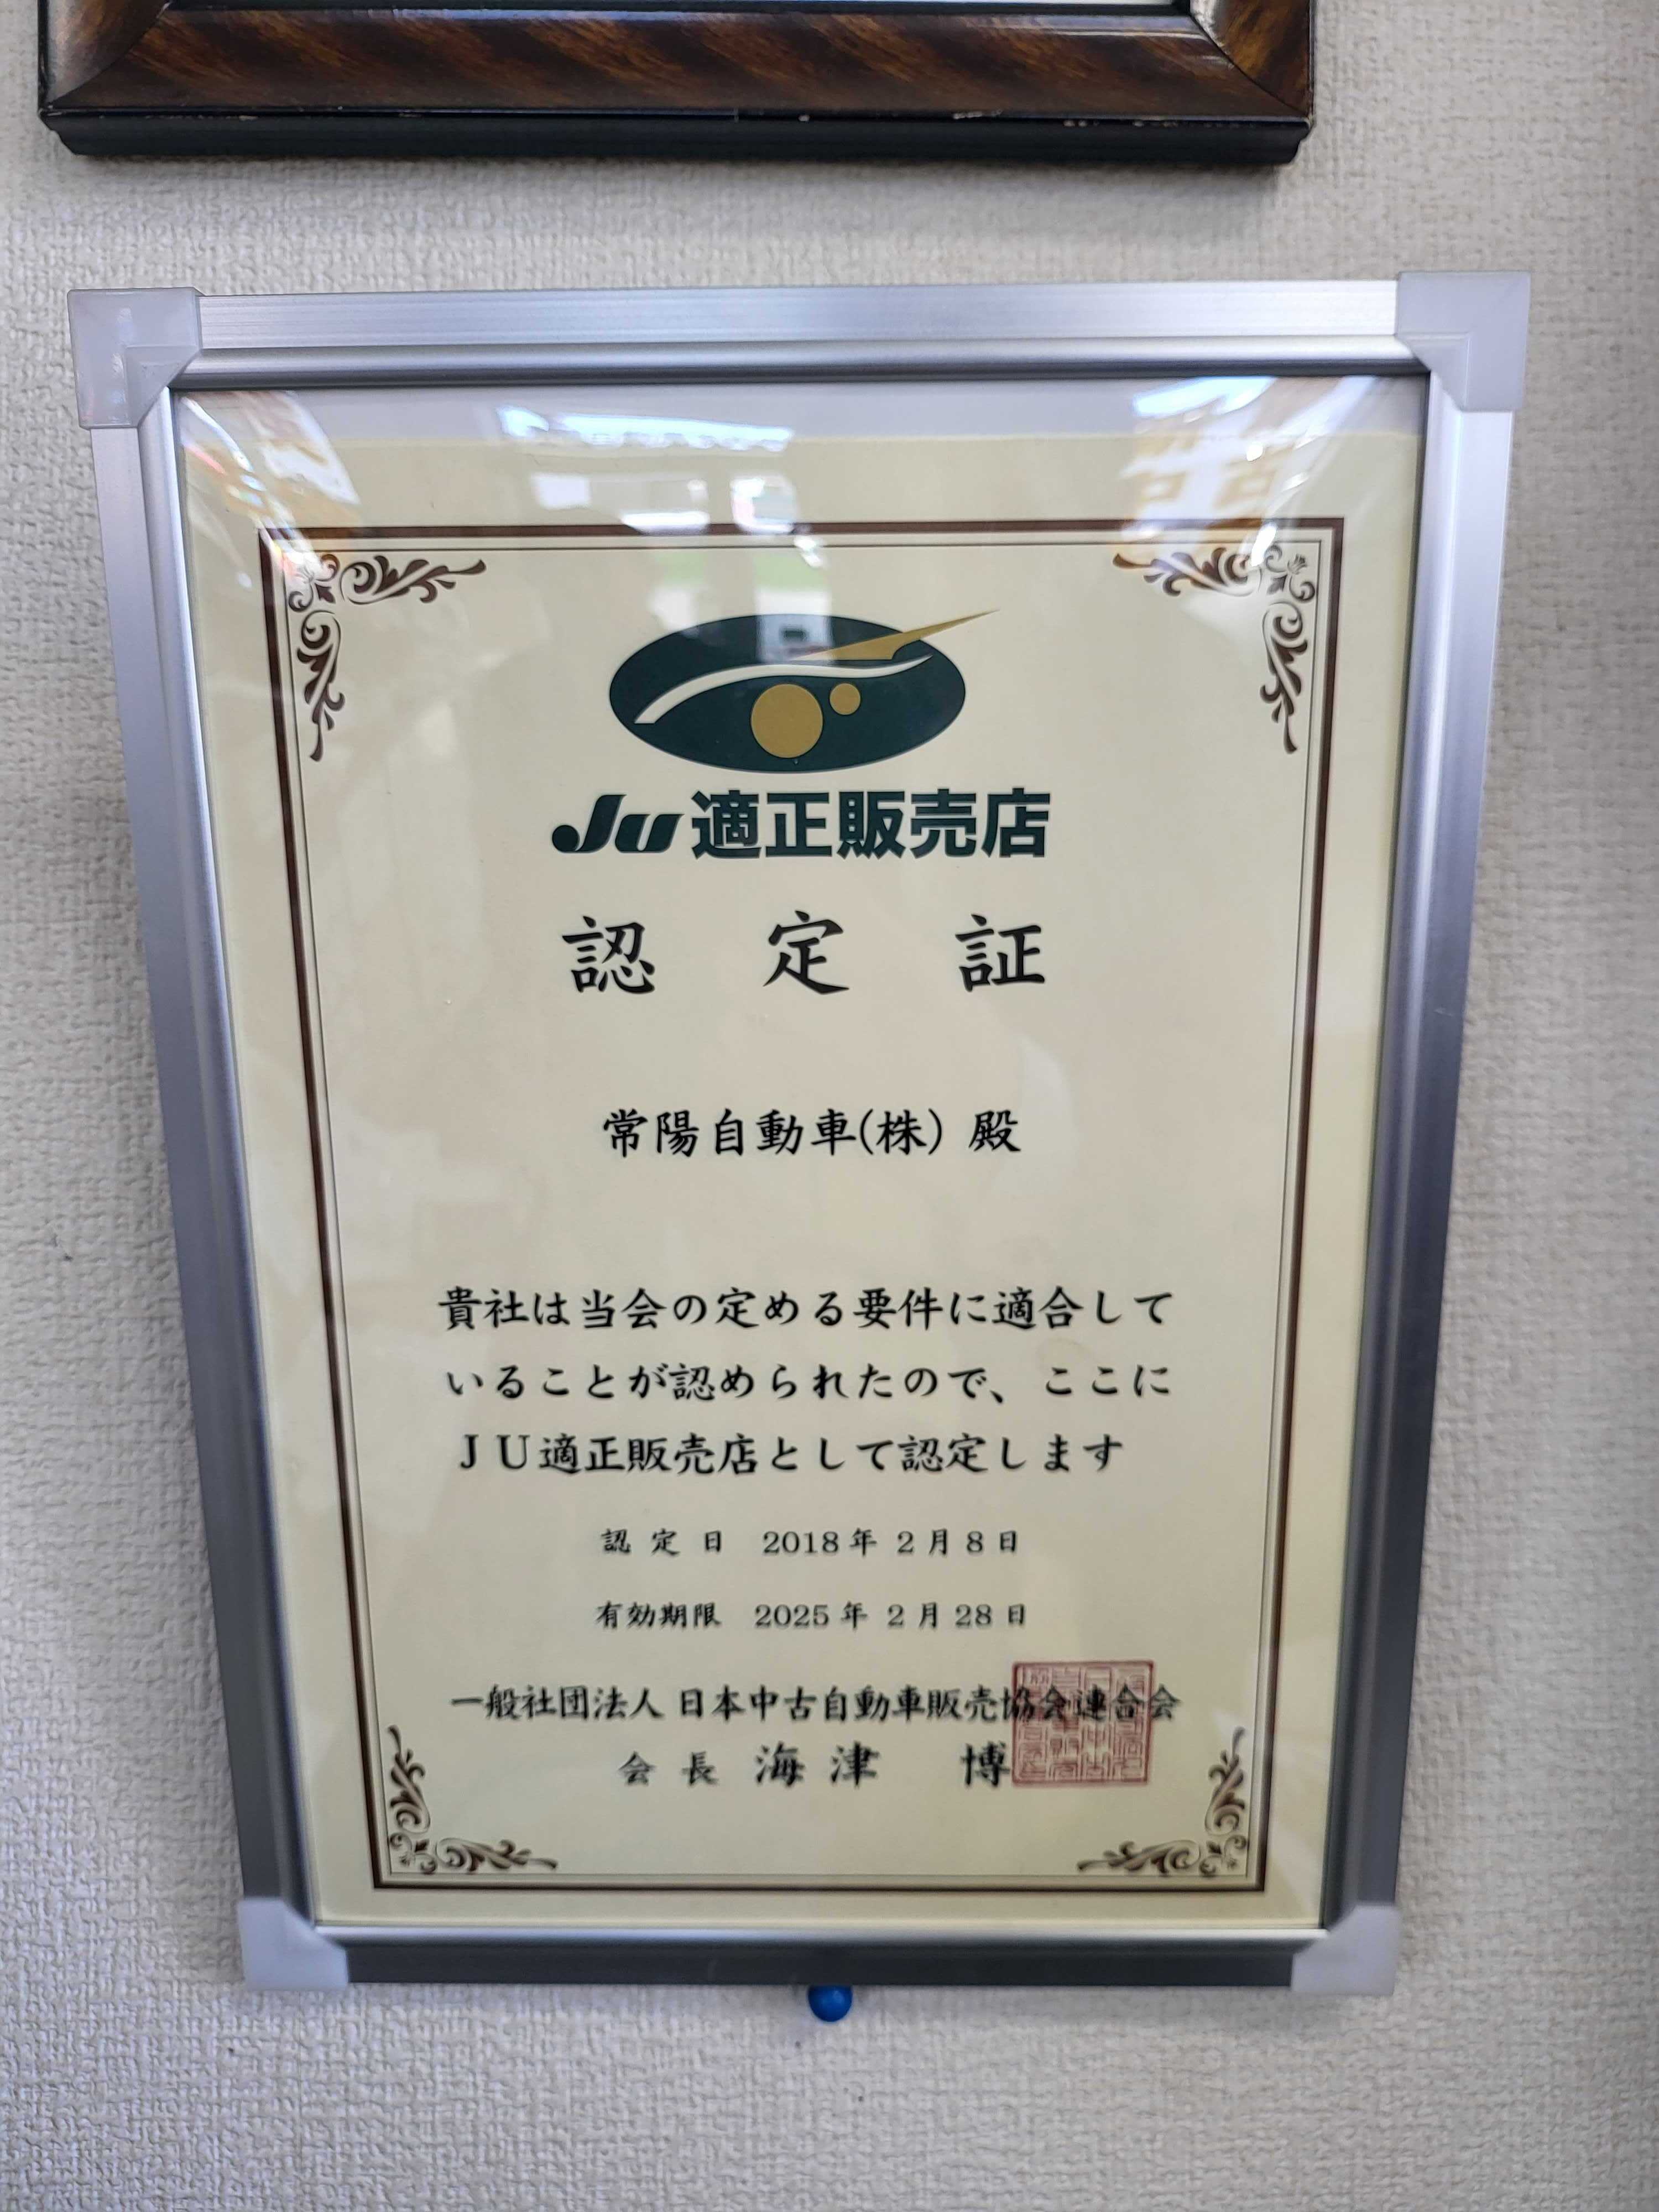 JU適正販売店
認定証
常陽自動車(株) 殿
貴社は当会の定める要件に適合して
いることが認められたので、ここに
JU適正販売店として認定します
認定日 2018年 2月 8日
有効期限 2025年 2月 28日
一般社団法人 日本中古自動車販売協会連合会
会長 海津 博